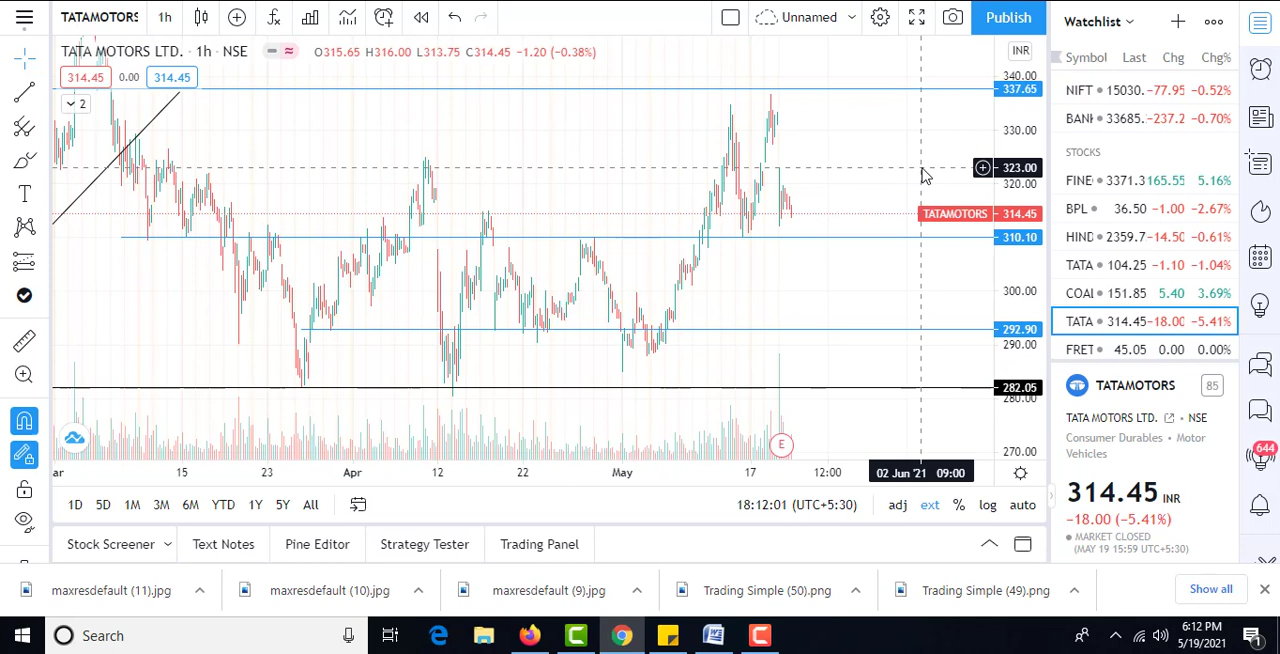 TATAMOTORS
1h
Unnamed
Publish
Watchlist
TATA MOTORS LTD. · 1h · NSE
O315.65 H316.00 L313.75 C314.45 −1.20 (−0.38%)
INR
314.45
0.00
314.45
2
340.00
337.65
330.00
323.00
320.00
TATAMOTORS
314.45
310.10
300.00
292.90
290.00
282.05
280.00
270.00
E
ar
15
23
Apr
12
22
May
17
12:00
02 Jun '21 09:00
1D
5D
1M
3M
6M
YTD
1Y
5Y
All
18:12:01 (UTC+5:30)
adj
ext
%
log
auto
Stock Screener
Text Notes
Pine Editor
Strategy Tester
Trading Panel
Symbol Last Chg Chg%
NIFT 15030. −77.95 −0.52%
BANK 33685. −237.2 −0.70%
STOCKS
FINE 3371.3 165.55 5.16%
BPL 36.50 −1.00 −2.67%
HIND 2359.7 −14.50 −0.61%
TATA 104.25 −1.10 −1.04%
COAL 151.85 5.40 3.69%
TATA 314.45 −18.00 −5.41%
FRET 45.05 0.00 0.00%
TATAMOTORS
85
TATA MOTORS LTD. · NSE
Consumer Durables · Motor
Vehicles
314.45 INR
−18.00 (−5.41%)
MARKET CLOSED
(MAY 19 15:59 UTC+5:30)
644
maxresdefault (11).jpg
maxresdefault (10).jpg
maxresdefault (9).jpg
Trading Simple (50).png
Trading Simple (49).png
Show all
Search
6:12 PM
5/19/2021
1